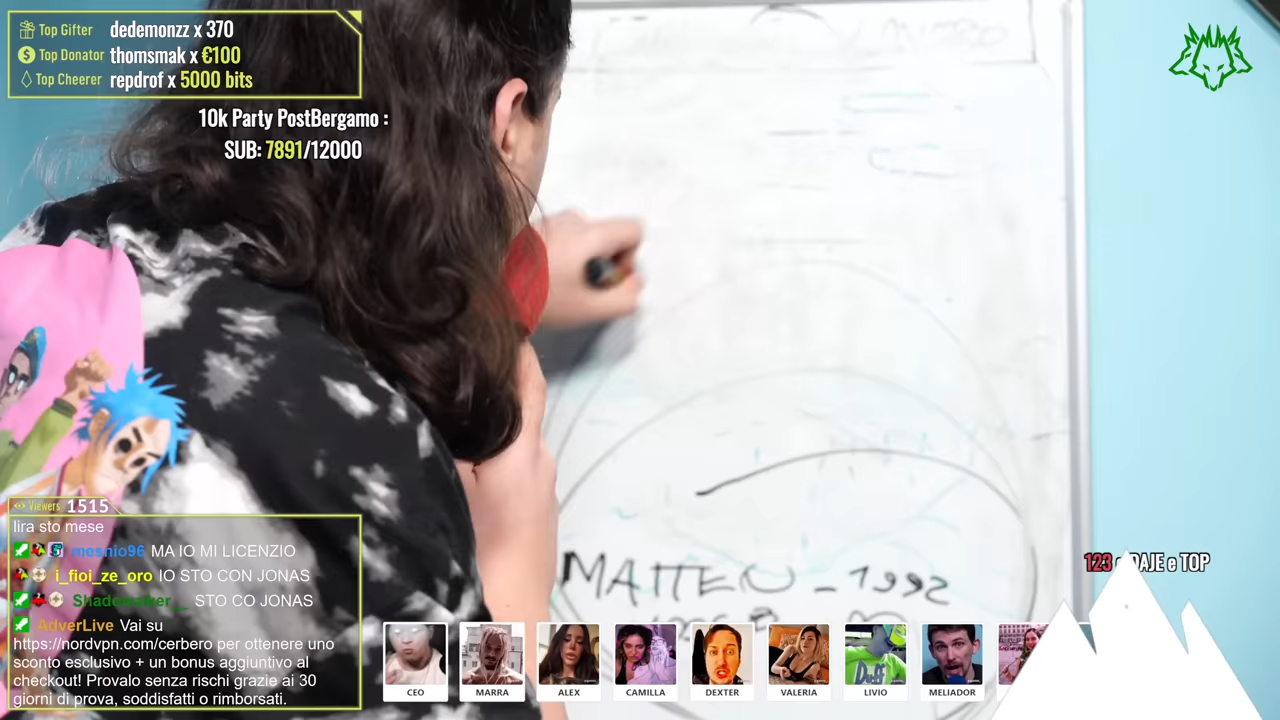 Top Gifter dedemonzz x 370
Top Donator thomsmak x €100
Top Cheerer repdrof x 5000 bits
10k Party PostBergamo :
SUB: 7891/12000
MATTEW - 1992
Viewers 1515
lira sto mese
mesnio96 MA IO MI LICENZIO
i_fioi_ze_oro IO STO CON JONAS
STO CO JONAS
AdverLive Vai su
https://nordvpn.com/cerbero per ottenere uno
sconto esclusivo + un bonus aggiuntivo al
checkout! Provalo senza rischi grazie ai 30
giorni di prova, soddisfatti o rimborsati.
123 e DAJE e TOP
CEO
MARRA
ALEX
CAMILLA
DEXTER
VALERIA
LIVIO
MELIADOR